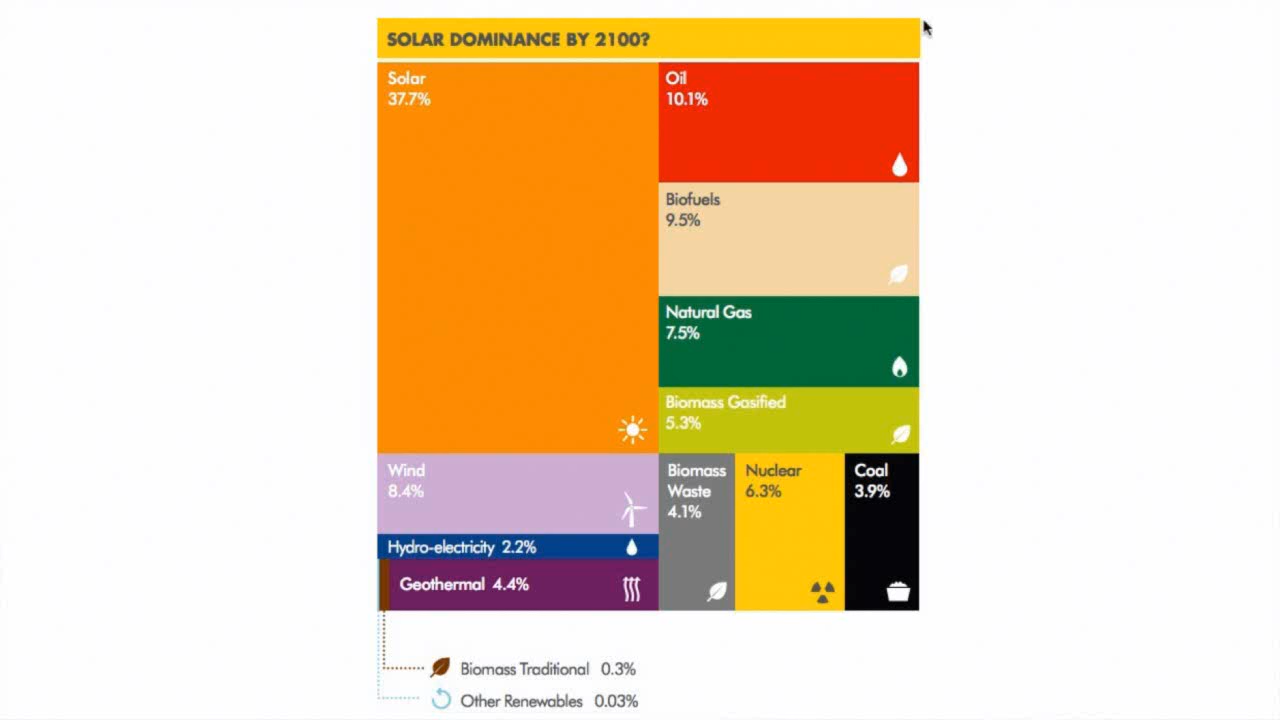 SOLAR DOMINANCE BY 2100?
Solar
37.7%
Oil
10.1%
Biofuels
9.5%
Natural Gas
7.5%
Biomass Gasified
5.3%
Wind
8.4%
Hydro-electricity 2.2%
Geothermal 4.4%
Biomass
Waste
4.1%
Nuclear
6.3%
Coal
3.9%
Biomass Traditional 0.3%
Other Renewables 0.03%